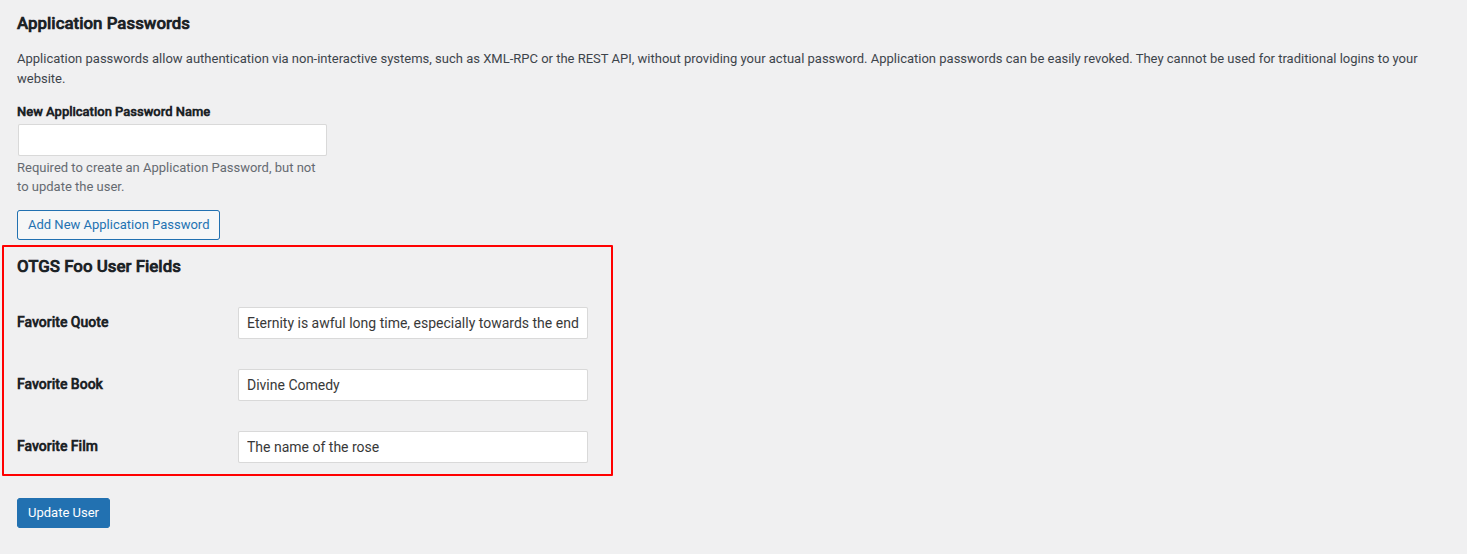 Application Passwords
Application passwords allow authentication via non-interactive systems, such as XML-RPC or the REST API, without providing your actual password. Application passwords can be easily revoked. They cannot be used for traditional logins to your
website.
New Application Password Name
Required to create an Application Password, but not
to update the user.
Add New Application Password
OTGS Foo User Fields
Favorite Quote
Eternity is awful long time, especially towards the end
Favorite Book
Divine Comedy
Favorite Film
The name of the rose
Update User